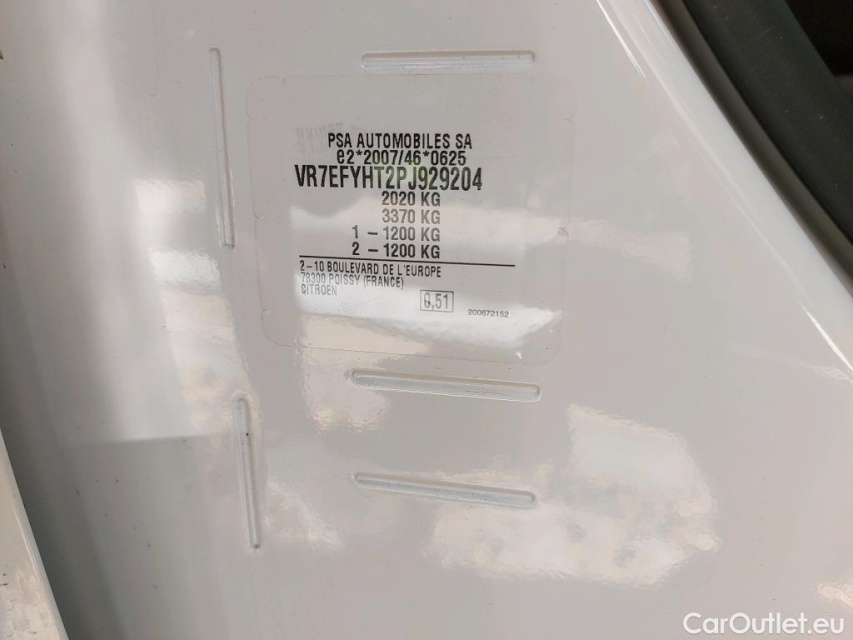 PSA AUTOMOBILES SA
e2*2007/46*0625
VR7EFYHT2PJ929204
2020 KG
3370 KG
1 – 1200 KG
2 – 1200 KG
2–10 BOULEVARD DE L'EUROPE
78300 POISSY (FRANCE)
CITROEN
0,51
200672152
CarOutlet.eu